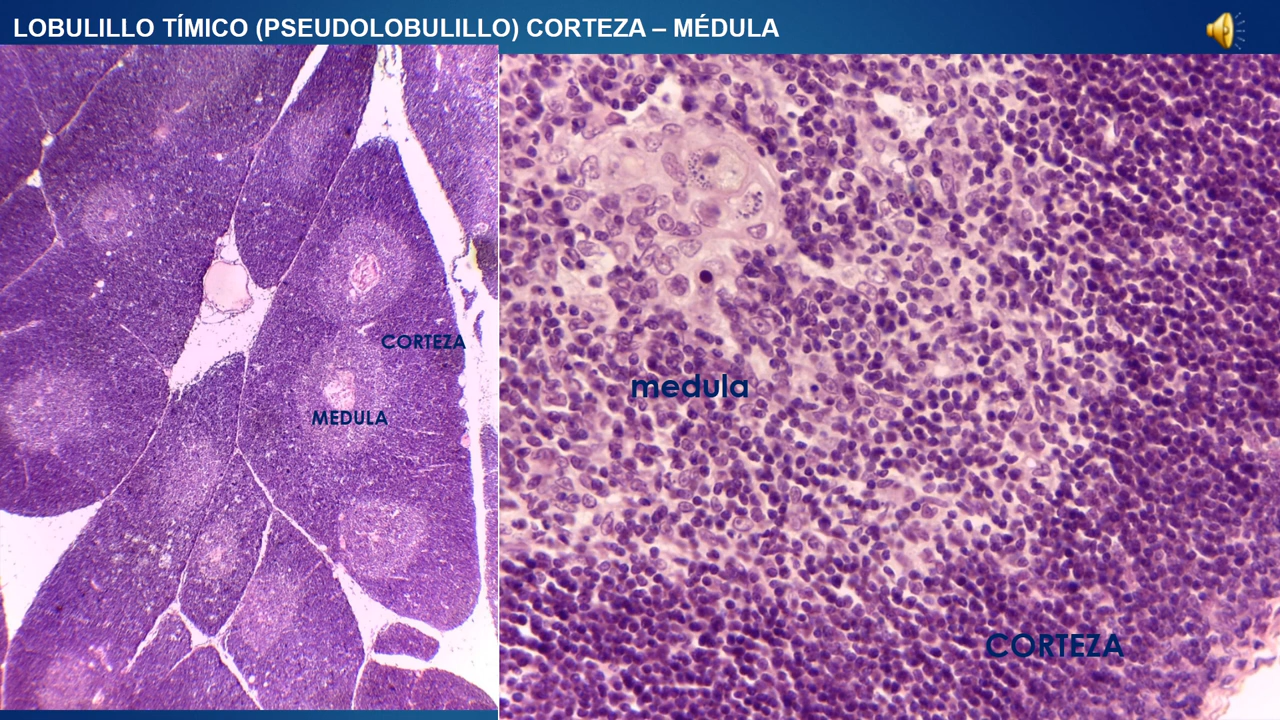 LOBULILLO TÍMICO (PSEUDOLOBULILLO) CORTEZA – MÉDULA
CORTEZA
MEDULA
medula
CORTEZA